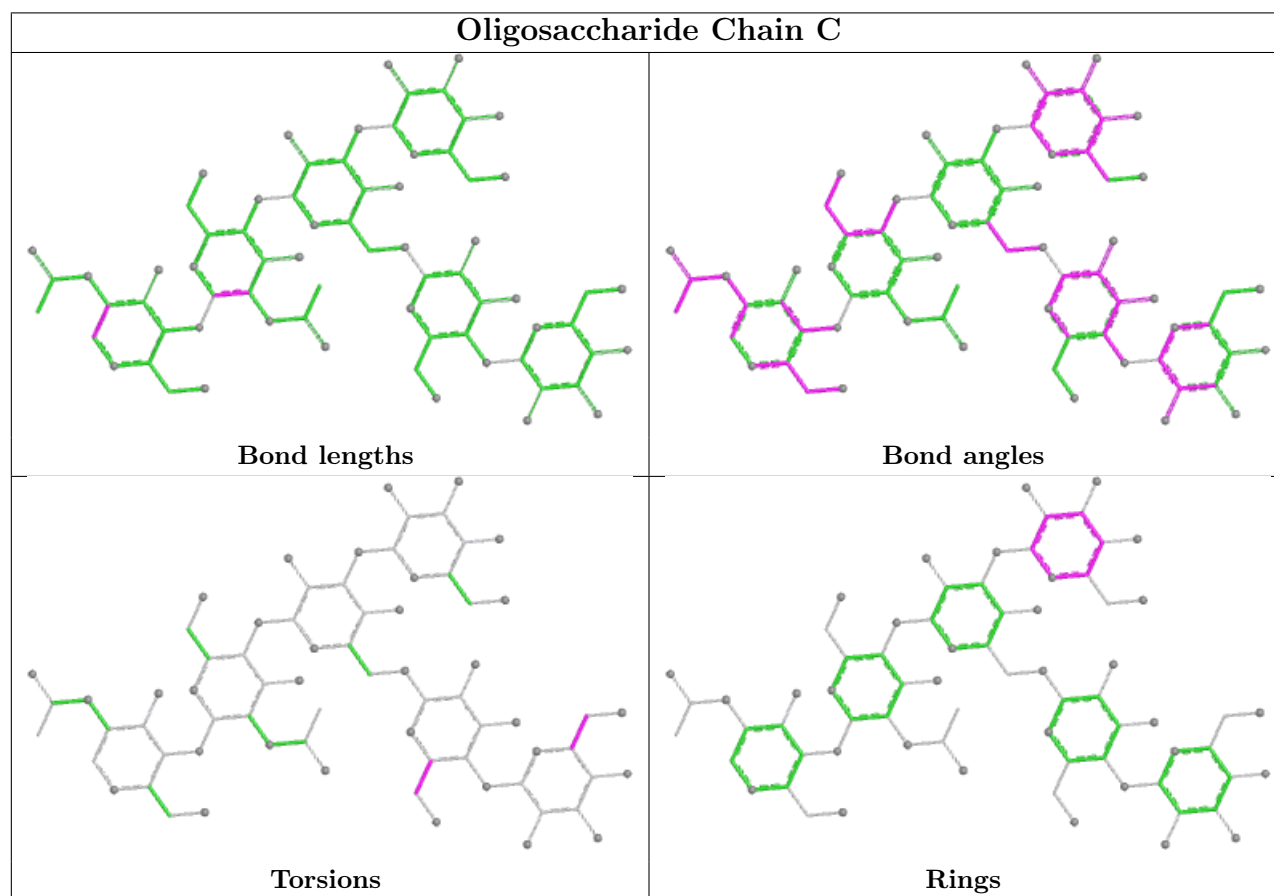 Oligosaccharide Chain C
Bond lengths
Bond angles
Torsions
Rings